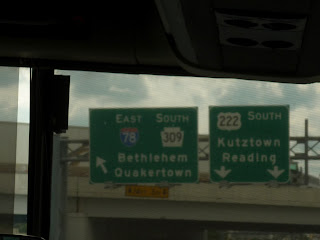 EAST SOUTH
78 309
Bethlehem
Quakertown
222 SOUTH
Kutztown
Reading